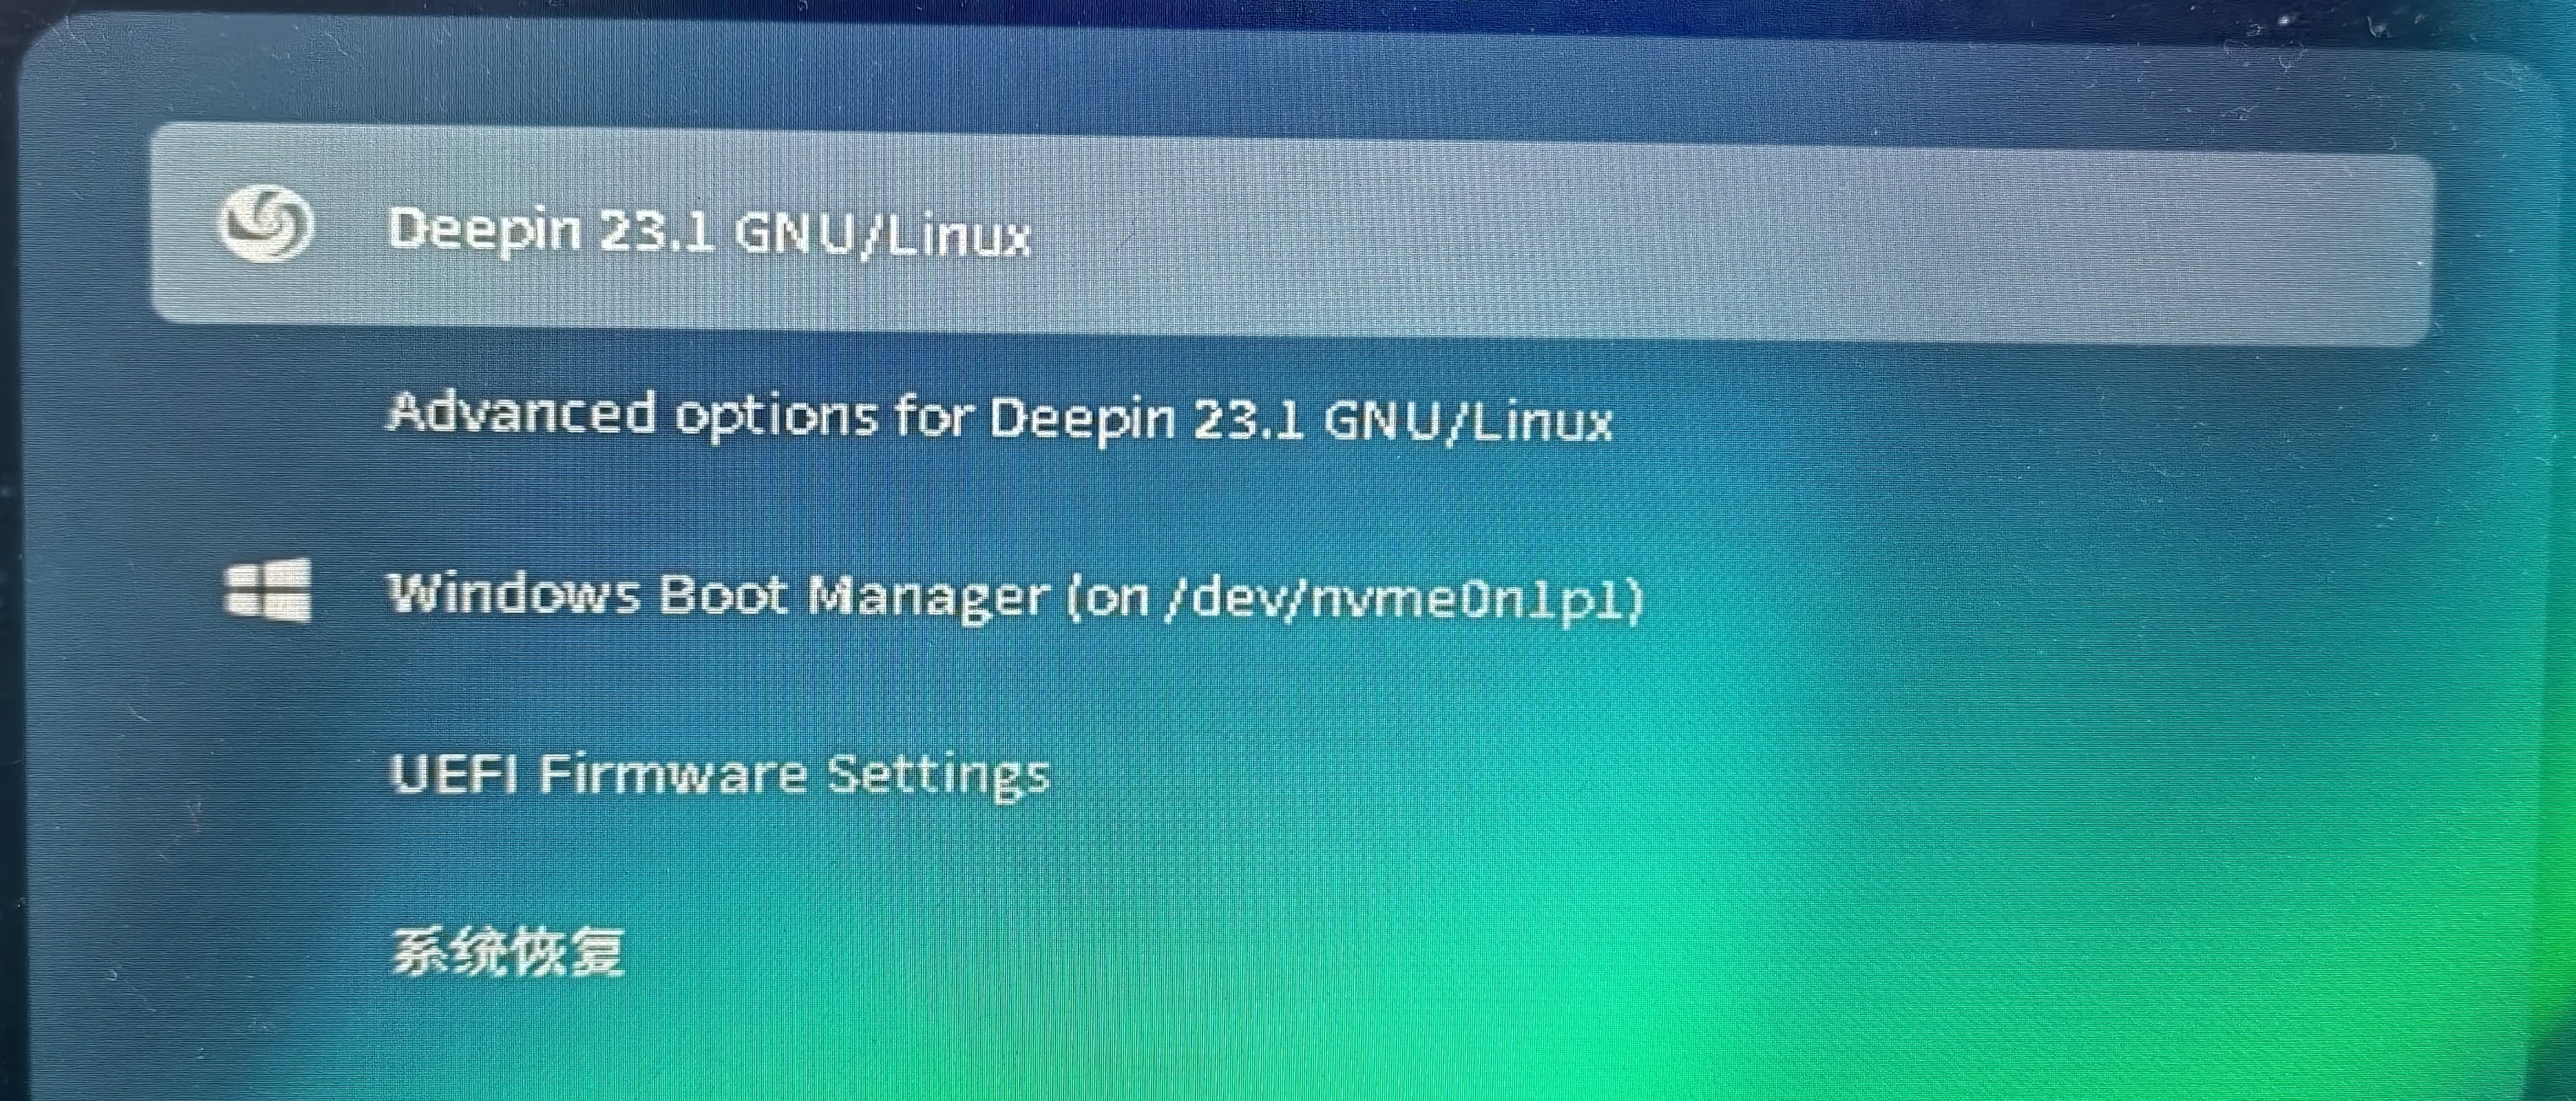 Deepin 23.1 GNU/Linux
Advanced options for Deepin 23.1 GNU/Linux
Windows Boot Manager (on /dev/nvme0n1p1)
UEFI Firmware Settings
系统恢复